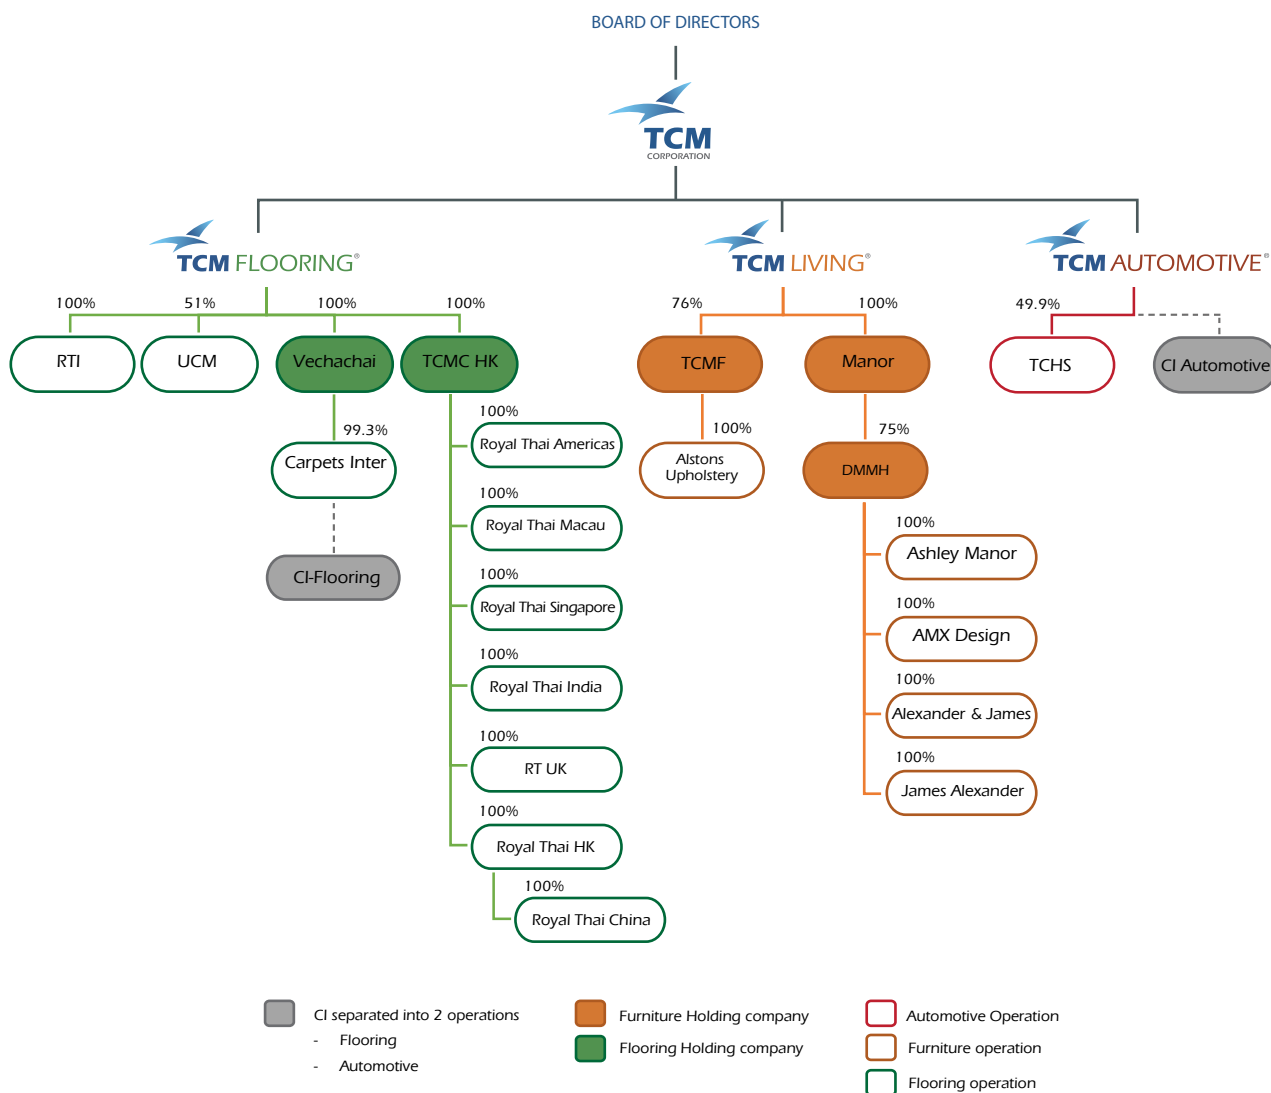 BOARD OF DIRECTORS
TCM
CORPORATION
TCM FLOORING®
TCM LIVING®
TCM AUTOMOTIVE®
100%
51%
100%
100%
76%
100%
49.9%
RTI
UCM
Vechachai
TCMC HK
TCMF
Manor
TCHS
CI Automotive
99.3%
Carpets Inter
CI-Flooring
100%
Royal Thai Americas
100%
Royal Thai Macau
100%
Royal Thai Singapore
100%
Royal Thai India
100%
RT UK
100%
Royal Thai HK
100%
Royal Thai China
100%
Alstons
Upholstery
75%
DMMH
100%
Ashley Manor
100%
AMX Design
100%
Alexander & James
100%
James Alexander
CI separated into 2 operations
- Flooring
- Automotive
Furniture Holding company
Flooring Holding company
Automotive Operation
Furniture operation
Flooring operation